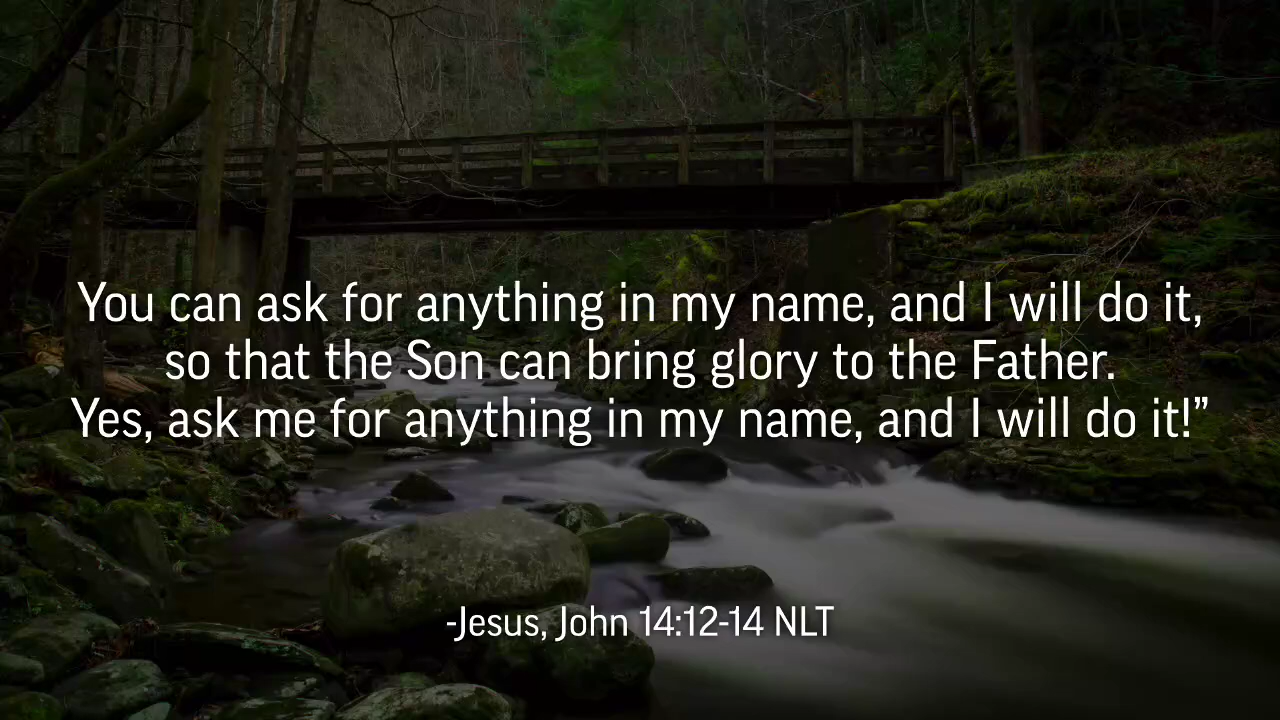 You can ask for anything in my name, and I will do it,
so that the Son can bring glory to the Father.
Yes, ask me for anything in my name, and I will do it!”
-Jesus, John 14:12-14 NLT